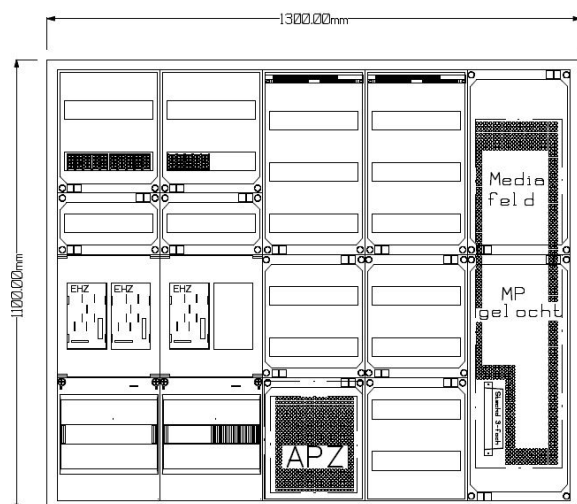 1300.00mm
1100.00mm
Media
feld
EHZ
EHZ
EHZ
MP
gelocht
APZ